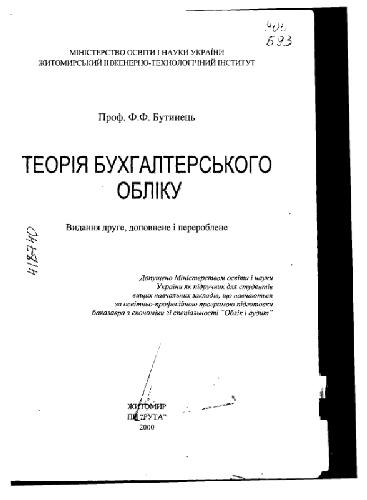 МІНІСТЕРСТВО ОСВІТИ І НАУКИ УКРАЇНИ
ЖИТОМИРСЬКИЙ ІНЖЕНЕРНО-ТЕХНОЛОГІЧНИЙ ІНСТИТУТ
Проф. Ф.Ф. Бутинець
ТЕОРІЯ БУХГАЛТЕРСЬКОГО
ОБЛІКУ
Видання друге, доповнене і перероблене
418740
Допущено Міністерством освіти і науки
України як підручник для студентів
вищих навчальних закладів, що навчаються
за освітньо-професійною програмою підготовки
бакалавра з економіки зі спеціальності "Облік і аудит"
ЖИТОМИР
ПП "РУТА"
2000